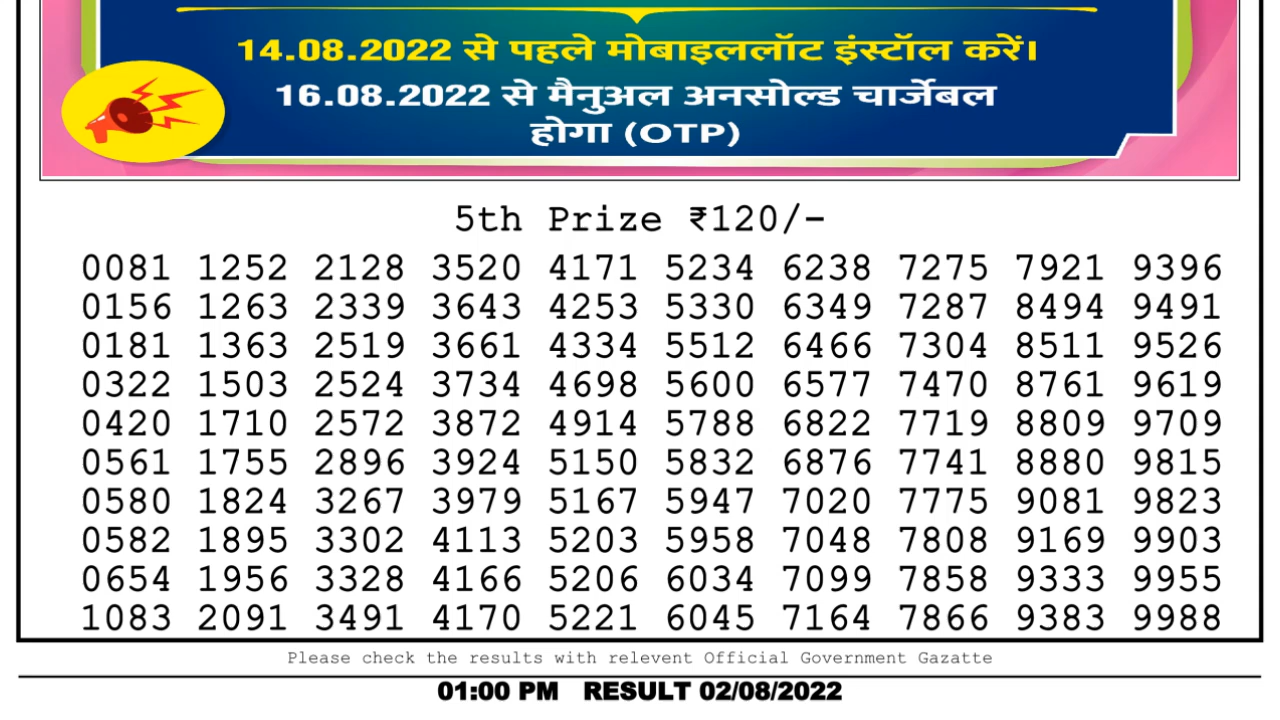 14.08.2022 से पहले मोबाइललॉट इंस्टॉल करें।
16.08.2022 से मैनुअल अनसोल्ड चार्जेबल
होगा (OTP)
5th Prize ₹120/-
0081 1252 2128 3520 4171 5234 6238 7275 7921 9396
0156 1263 2339 3643 4253 5330 6349 7287 8494 9491
0181 1363 2519 3661 4334 5512 6466 7304 8511 9526
0322 1503 2524 3734 4698 5600 6577 7470 8761 9619
0420 1710 2572 3872 4914 5788 6822 7719 8809 9709
0561 1755 2896 3924 5150 5832 6876 7741 8880 9815
0580 1824 3267 3979 5167 5947 7020 7775 9081 9823
0582 1895 3302 4113 5203 5958 7048 7808 9169 9903
0654 1956 3328 4166 5206 6034 7099 7858 9333 9955
1083 2091 3491 4170 5221 6045 7164 7866 9383 9988
Please check the results with relevent Official Government Gazatte
01:00 PM RESULT 02/08/2022